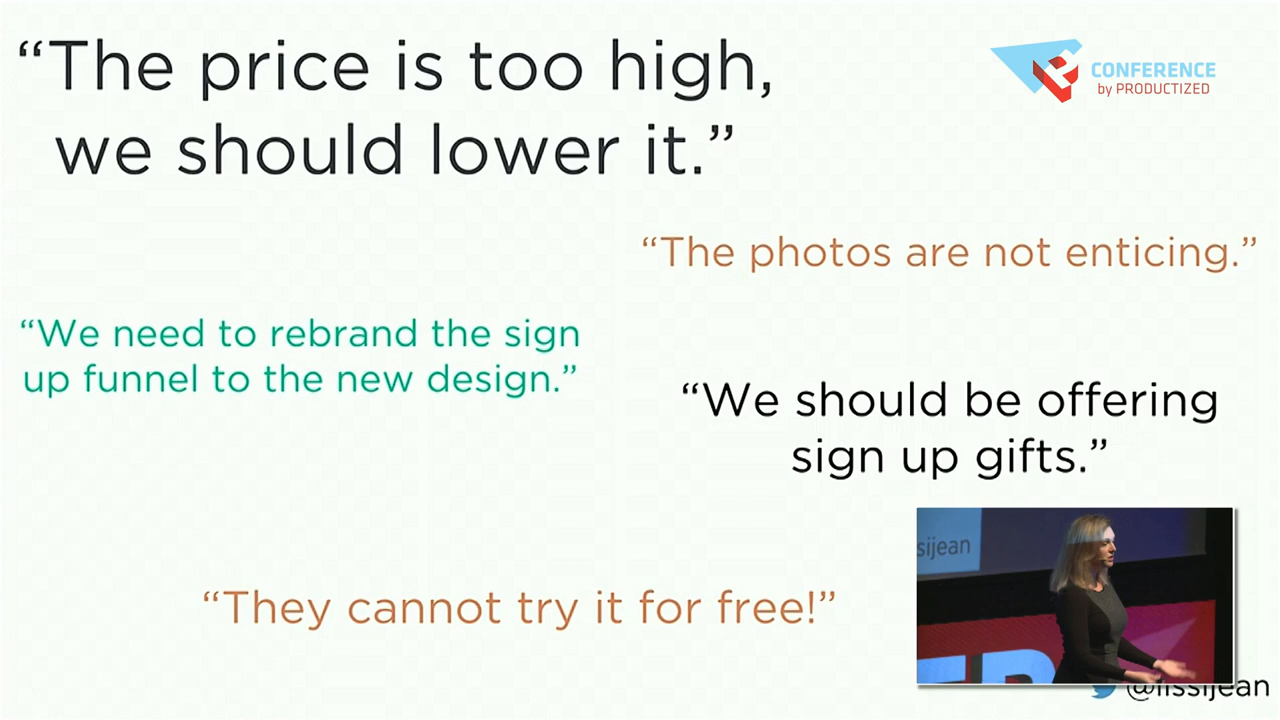 “The price is too high,
we should lower it.”
CONFERENCE
by PRODUCTIZED
“The photos are not enticing.”
“We need to rebrand the sign
up funnel to the new design.”
“We should be offering
sign up gifts.”
sijean
“They cannot try it for free!”
@lissijean